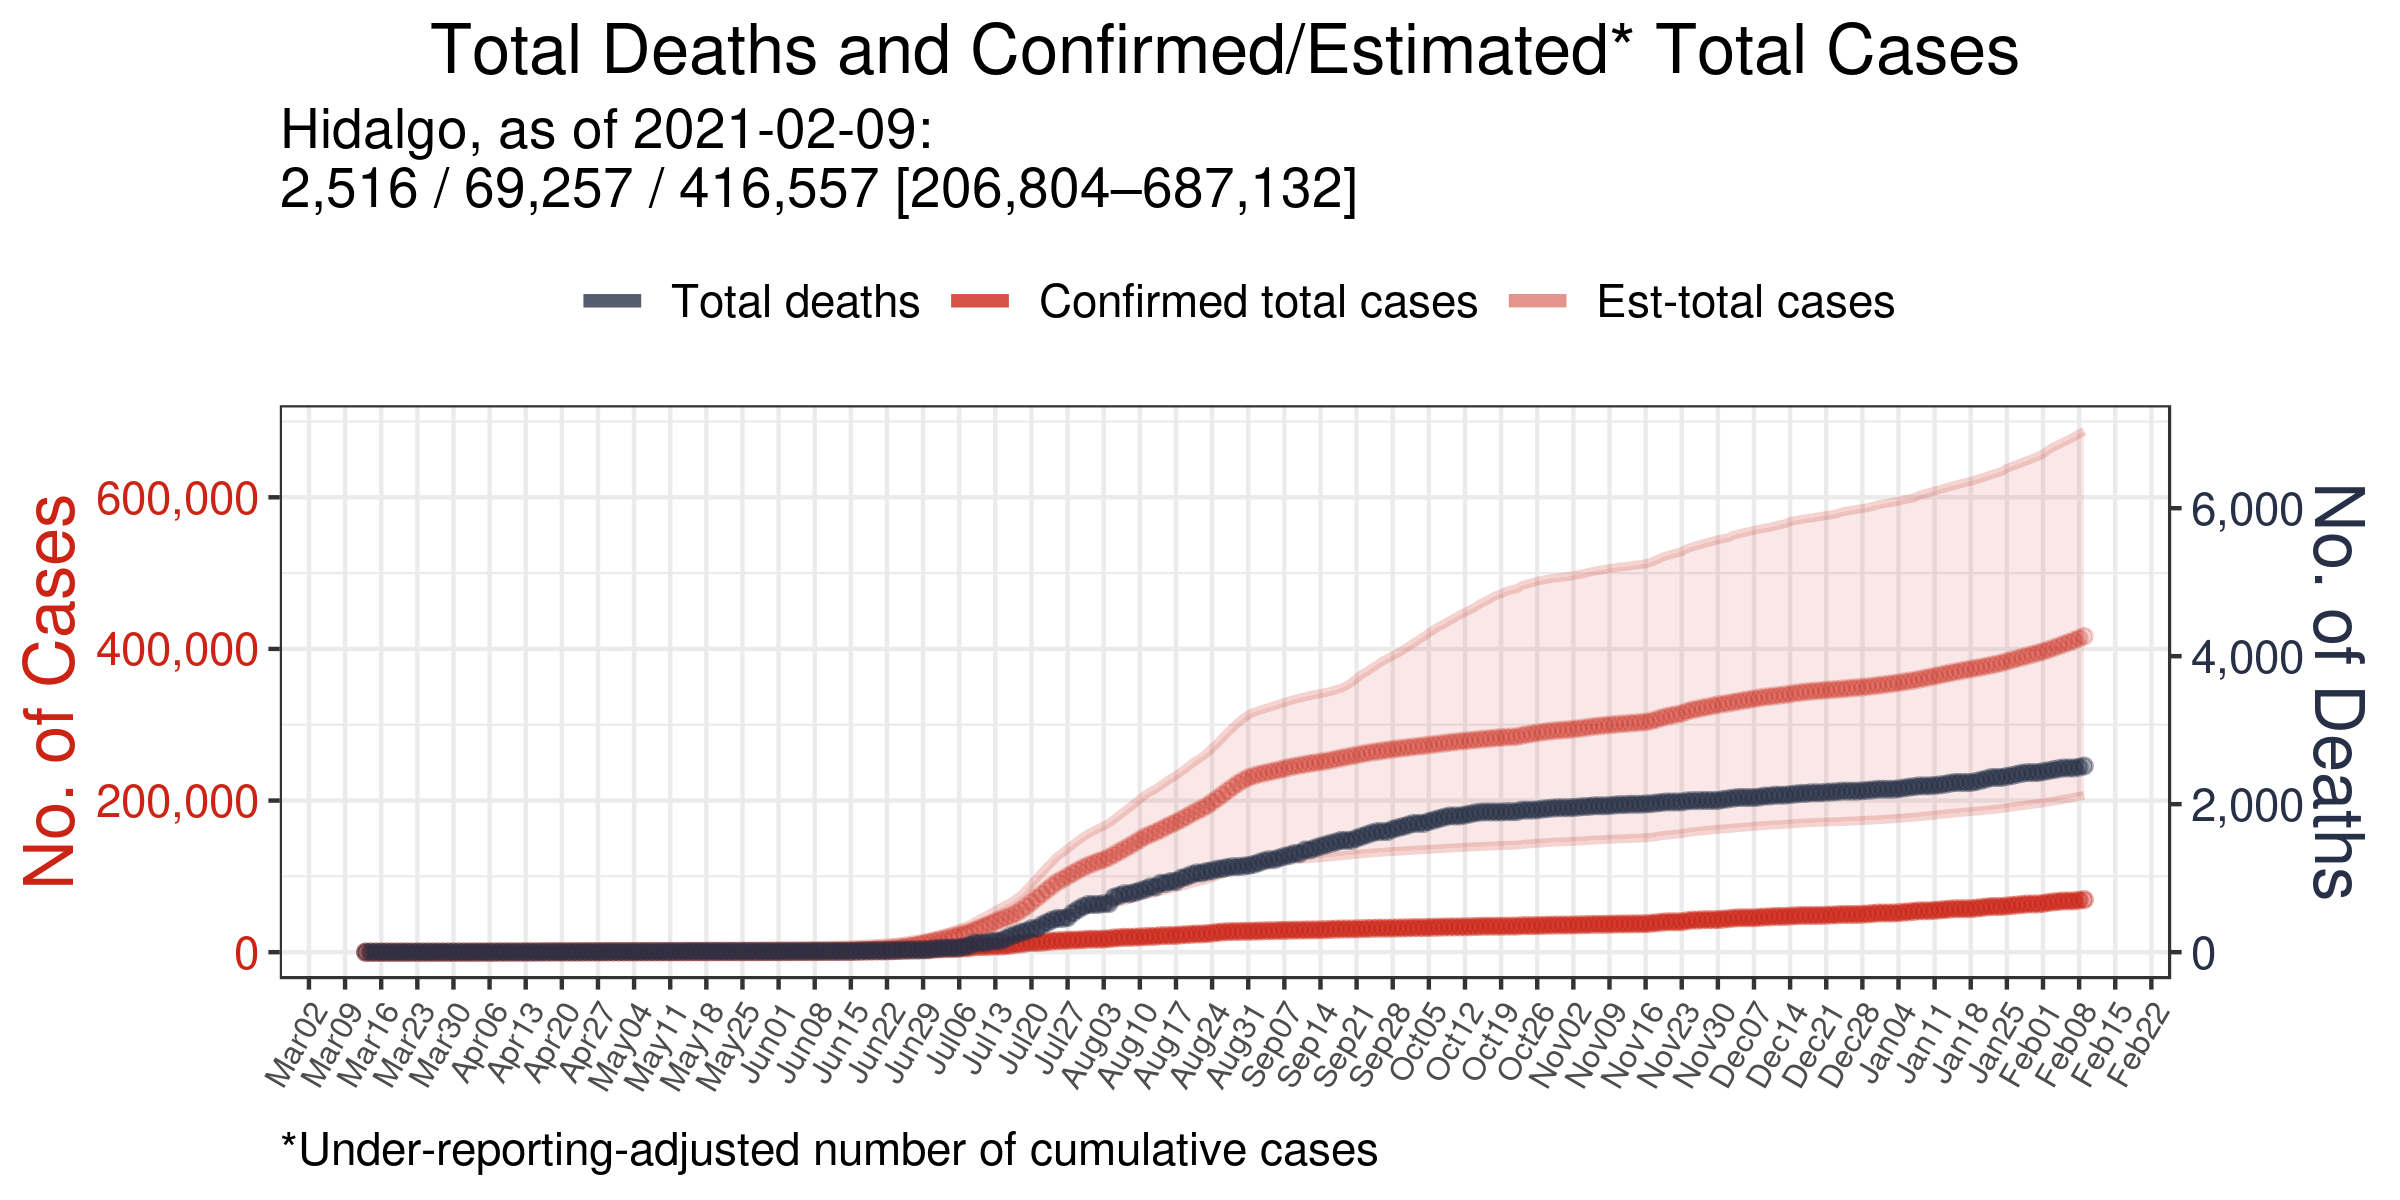 Total Deaths and Confirmed/Estimated* Total Cases
Hidalgo, as of 2021-02-09:
2,516 / 69,257 / 416,557 [206,804–687,132]
Total deaths
Confirmed total cases
Est-total cases
No. of Cases
600,000
400,000
200,000
0
6,000
4,000
2,000
0
No. of Deaths
Mar02
Mar09
Mar16
Mar23
Mar30
Apr06
Apr13
Apr20
Apr27
May04
May11
May18
May25
Jun01
Jun08
Jun15
Jun22
Jun29
Jul06
Jul13
Jul20
Jul27
Aug03
Aug10
Aug17
Aug24
Aug31
Sep07
Sep14
Sep21
Sep28
Oct05
Oct12
Oct19
Oct26
Nov02
Nov09
Nov16
Nov23
Nov30
Dec07
Dec14
Dec21
Dec28
Jan04
Jan11
Jan18
Jan25
Feb01
Feb08
Feb15
Feb22
*Under-reporting-adjusted number of cumulative cases